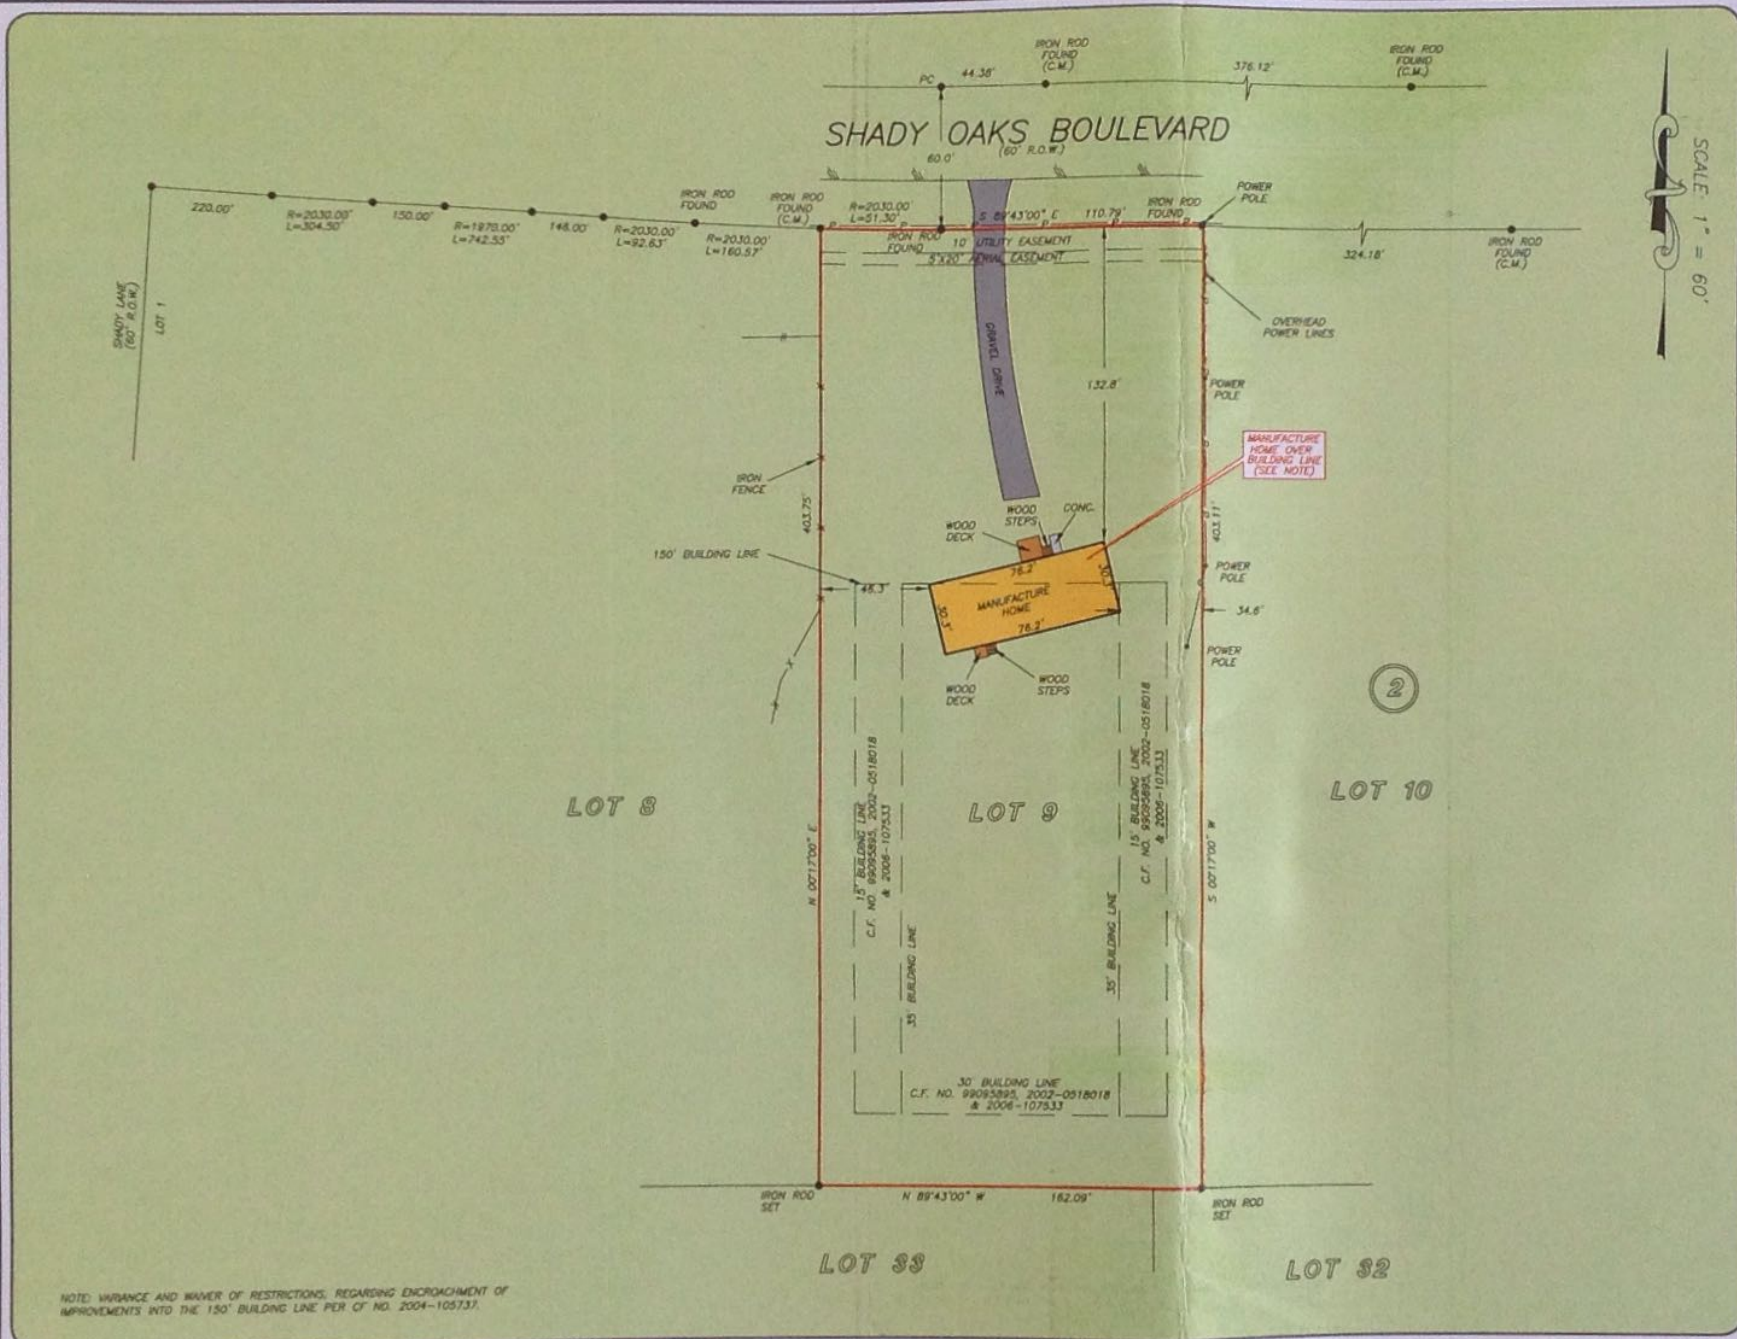 IRON ROD
FOUND
(C.M.)
IRON ROD
FOUND
(C.M.)
PC
44.38'
376.12'
SHADY OAKS BOULEVARD
(60' R.O.W.)
60.0'
SCALE: 1" = 60'
220.00'
R=2030.00'
L=304.50'
150.00'
R=1970.00'
L=742.55'
148.00'
R=2030.00'
L=92.63'
IRON ROD
FOUND
R=2030.00'
L=160.57'
IRON ROD
FOUND
(C.M.)
R=2030.00'
L=51.30'
IRON ROD
FOUND
S 89°43'00" E 110.79'
IRON ROD
FOUND
POWER
POLE
10' UTILITY EASEMENT
5'X20' AERIAL EASEMENT
324.18'
IRON ROD
FOUND
(C.M.)
SHADY LANE
(60' R.O.W.)
LOT 1
OVERHEAD
POWER LINES
GRAVEL DRIVE
132.8'
POWER
POLE
MANUFACTURE
HOME OVER
BUILDING LINE
(SEE NOTE)
IRON
FENCE
403.75'
403.11'
WOOD
DECK
WOOD
STEPS
CONC.
150' BUILDING LINE
46.3'
76.2'
30.3'
MANUFACTURE
HOME
30.3'
76.2'
POWER
POLE
34.6'
POWER
POLE
WOOD
DECK
WOOD
STEPS
2
LOT 8
LOT 9
LOT 10
N 00°17'00" E
15' BUILDING LINE
C.F. NO. 99095895, 2002-0518018
& 2006-107533
35' BUILDING LINE
35' BUILDING LINE
15' BUILDING LINE
C.F. NO. 99095895, 2002-0518018
& 2006-107533
S 00°17'00" W
30' BUILDING LINE
C.F. NO. 99095895, 2002-0518018
& 2006-107533
IRON ROD
SET
N 89°43'00" W 162.09'
IRON ROD
SET
LOT 33
LOT 32
NOTE: VARIANCE AND WAIVER OF RESTRICTIONS, REGARDING ENCROACHMENT OF
IMPROVEMENTS INTO THE 150' BUILDING LINE PER CF NO. 2004-105737.